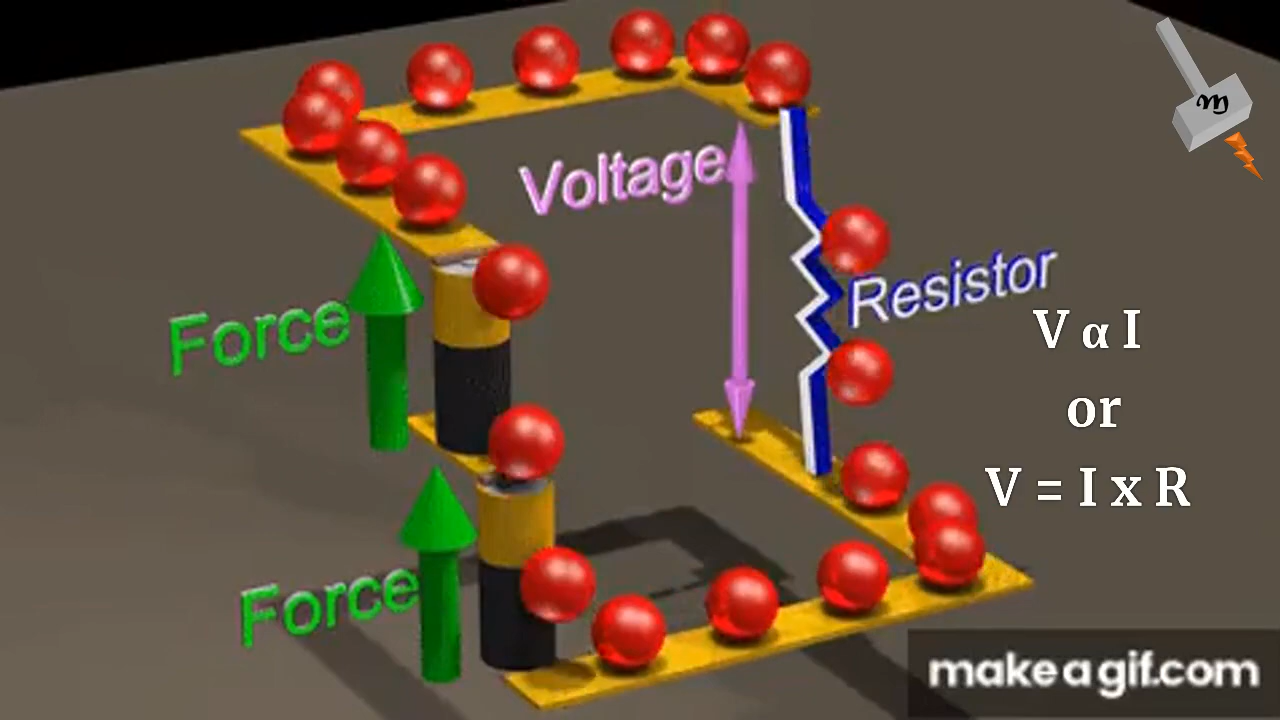 Voltage
Resistor
Force
V α I
or
V = I x R
Force
m
makeagif.com